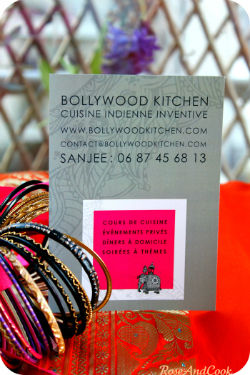 BOLLYWOOD KITCHEN
CUISINE INDIENNE INVENTIVE
WWW.BOLLYWOODKITCHEN.COM
CONTACT@BOLLYWOODKITCHEN.COM
SANJEE: 06 87 45 68 13
COURS DE CUISINE,
ÉVÉNEMENTS PRIVÉS
DÎNERS À DOMICILE
SOIRÉES À THÈMES.
RoseAndCook